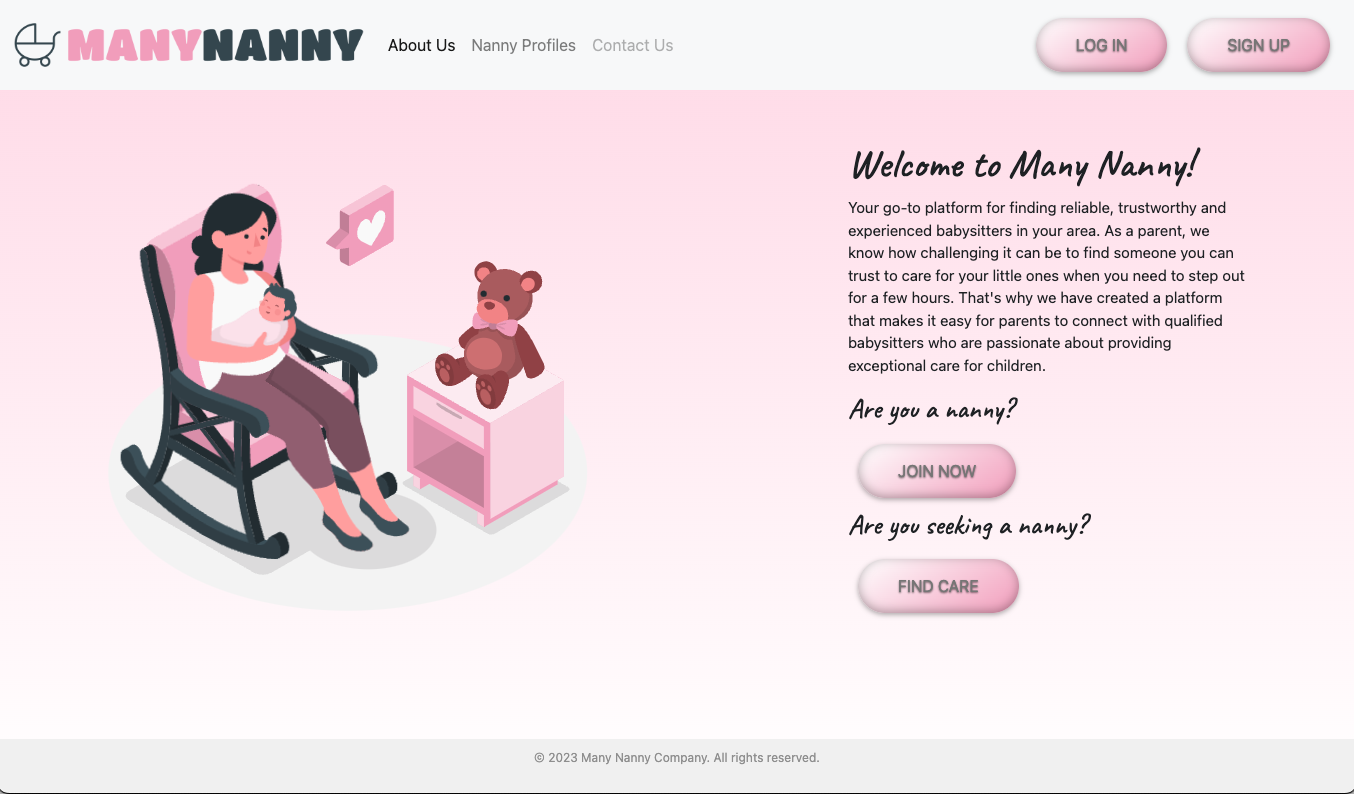 MANYNANNY
About Us
Nanny Profiles
Contact Us
LOG IN
SIGN UP
Welcome to Many Nanny!
Your go-to platform for finding reliable, trustworthy and
experienced babysitters in your area. As a parent, we
know how challenging it can be to find someone you can
trust to care for your little ones when you need to step out
for a few hours. That's why we have created a platform
that makes it easy for parents to connect with qualified
babysitters who are passionate about providing
exceptional care for children.
Are you a nanny?
JOIN NOW
Are you seeking a nanny?
FIND CARE
© 2023 Many Nanny Company. All rights reserved.